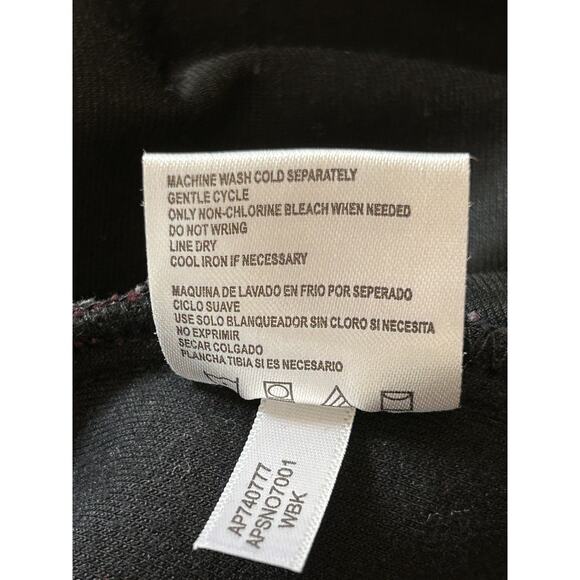 MACHINE WASH COLD SEPARATELY
GENTLE CYCLE
ONLY NON-CHLORINE BLEACH WHEN NEEDED
DO NOT WRING
LINE DRY
COOL IRON IF NECESSARY
MAQUINA DE LAVADO EN FRIO POR SEPERADO
CICLO SUAVE
USE SOLO BLANQUEADOR SIN CLORO SI NECESITA
NO EXPRIMIR
SECAR COLGADO
PLANCHA TIBIA SI ES NECESARIO
AP740777
APSNO7001
WBK